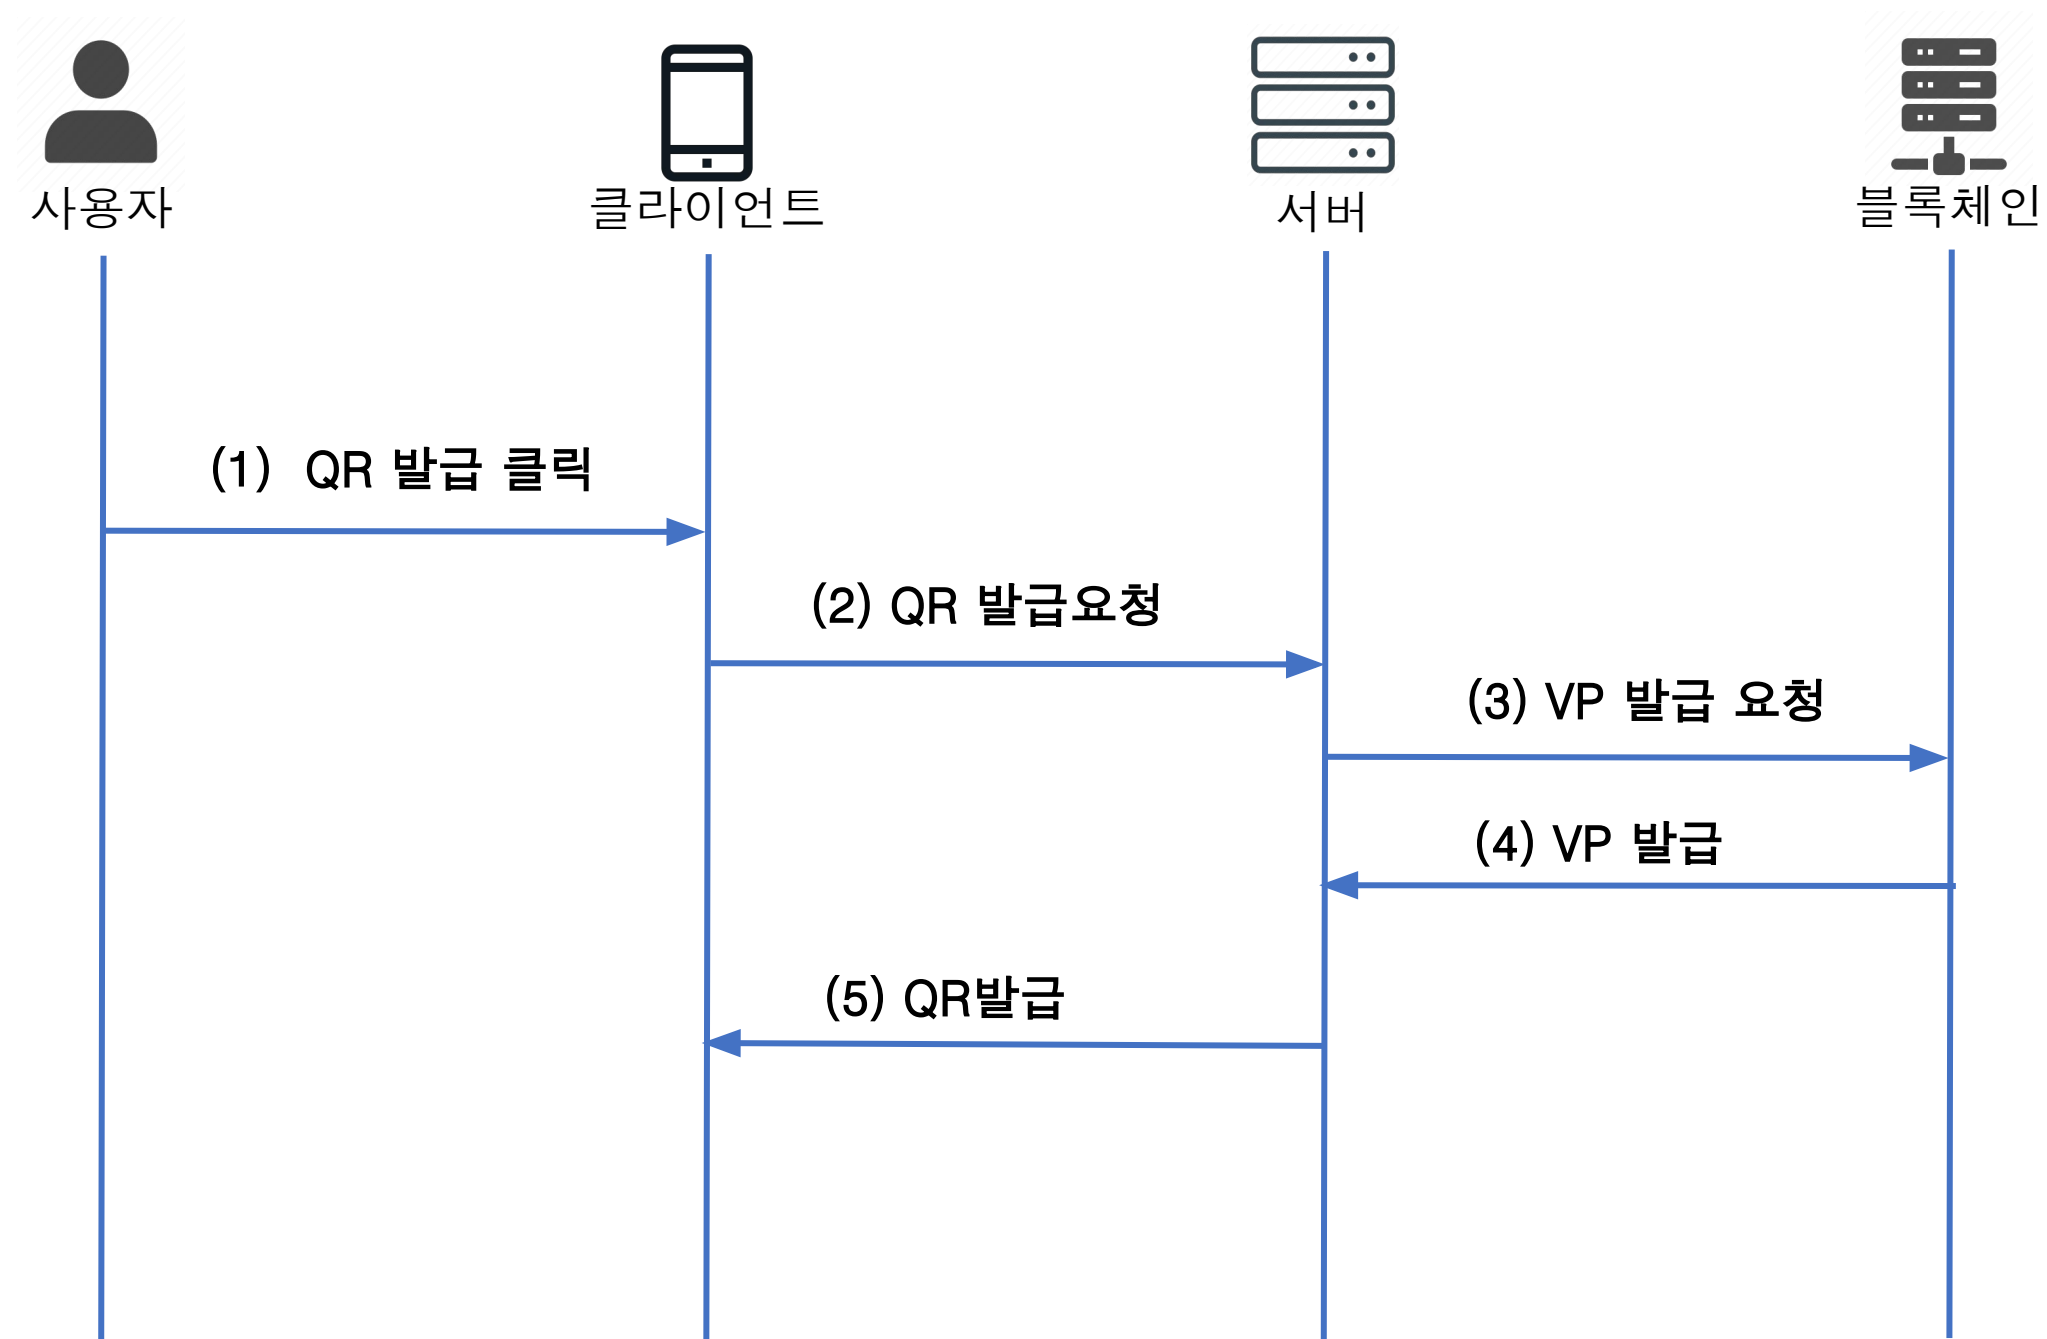 사용자
클라이언트
서버
블록체인
(1) QR 발급 클릭
(2) QR 발급요청
(3) VP 발급 요청
(4) VP 발급
(5) QR발급